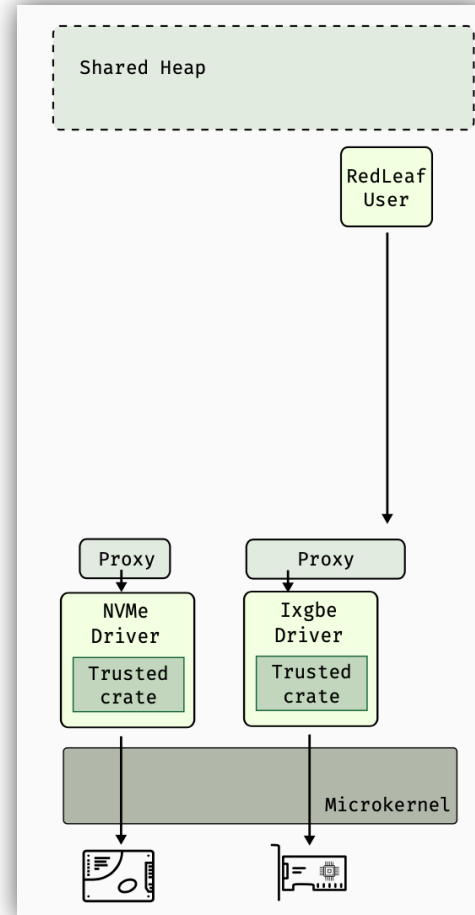 Shared Heap
RedLeaf
User
Proxy
Proxy
NVMe
Driver
Trusted
crate
Ixgbe
Driver
Trusted
crate
Microkernel